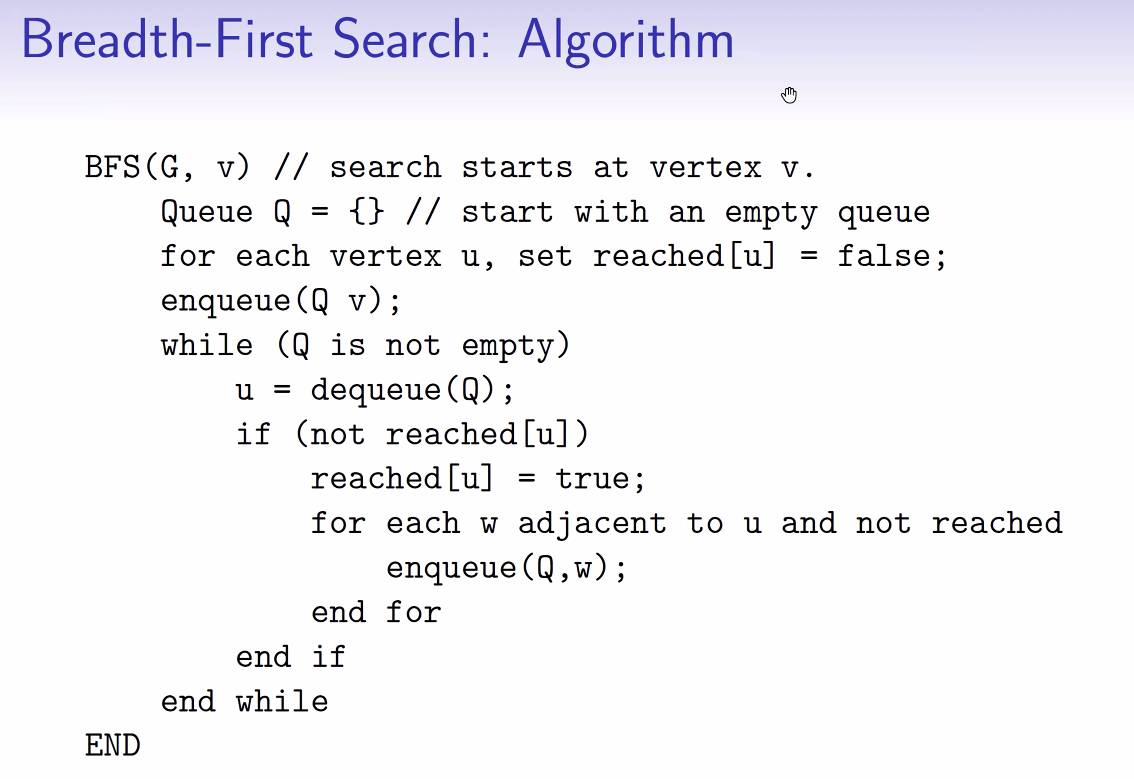 Breadth-First Search: Algorithm
BFS(G, v) // search starts at vertex v.
Queue Q = {} // start with an empty queue
for each vertex u, set reached[u] = false;
enqueue(Q v);
while (Q is not empty)
u = dequeue(Q);
if (not reached[u])
reached[u] = true;
for each w adjacent to u and not reached
enqueue(Q,w);
end for
end if
end while
END